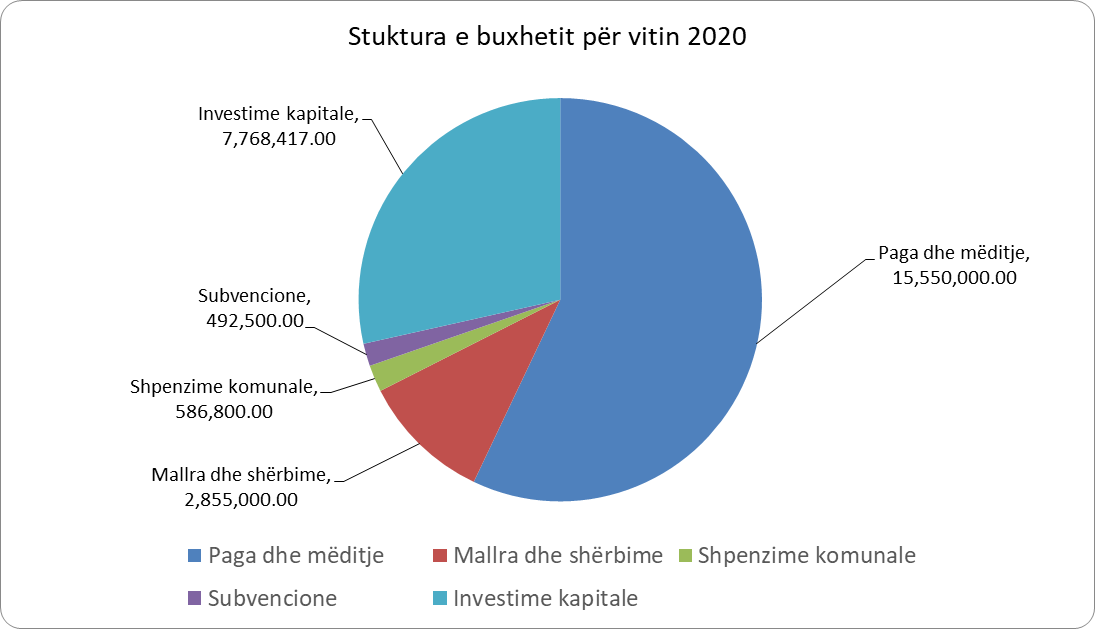 Stuktura e buxhetit për vitin 2020
Investime kapitale,
7,768,417.00
Paga dhe mëditje,
15,550,000.00
Subvencione,
492,500.00
Shpenzime komunale,
586,800.00
Mallra dhe shërbime,
2,855,000.00
Paga dhe mëditje
Mallra dhe shërbime
Shpenzime komunale
Subvencione
Investime kapitale